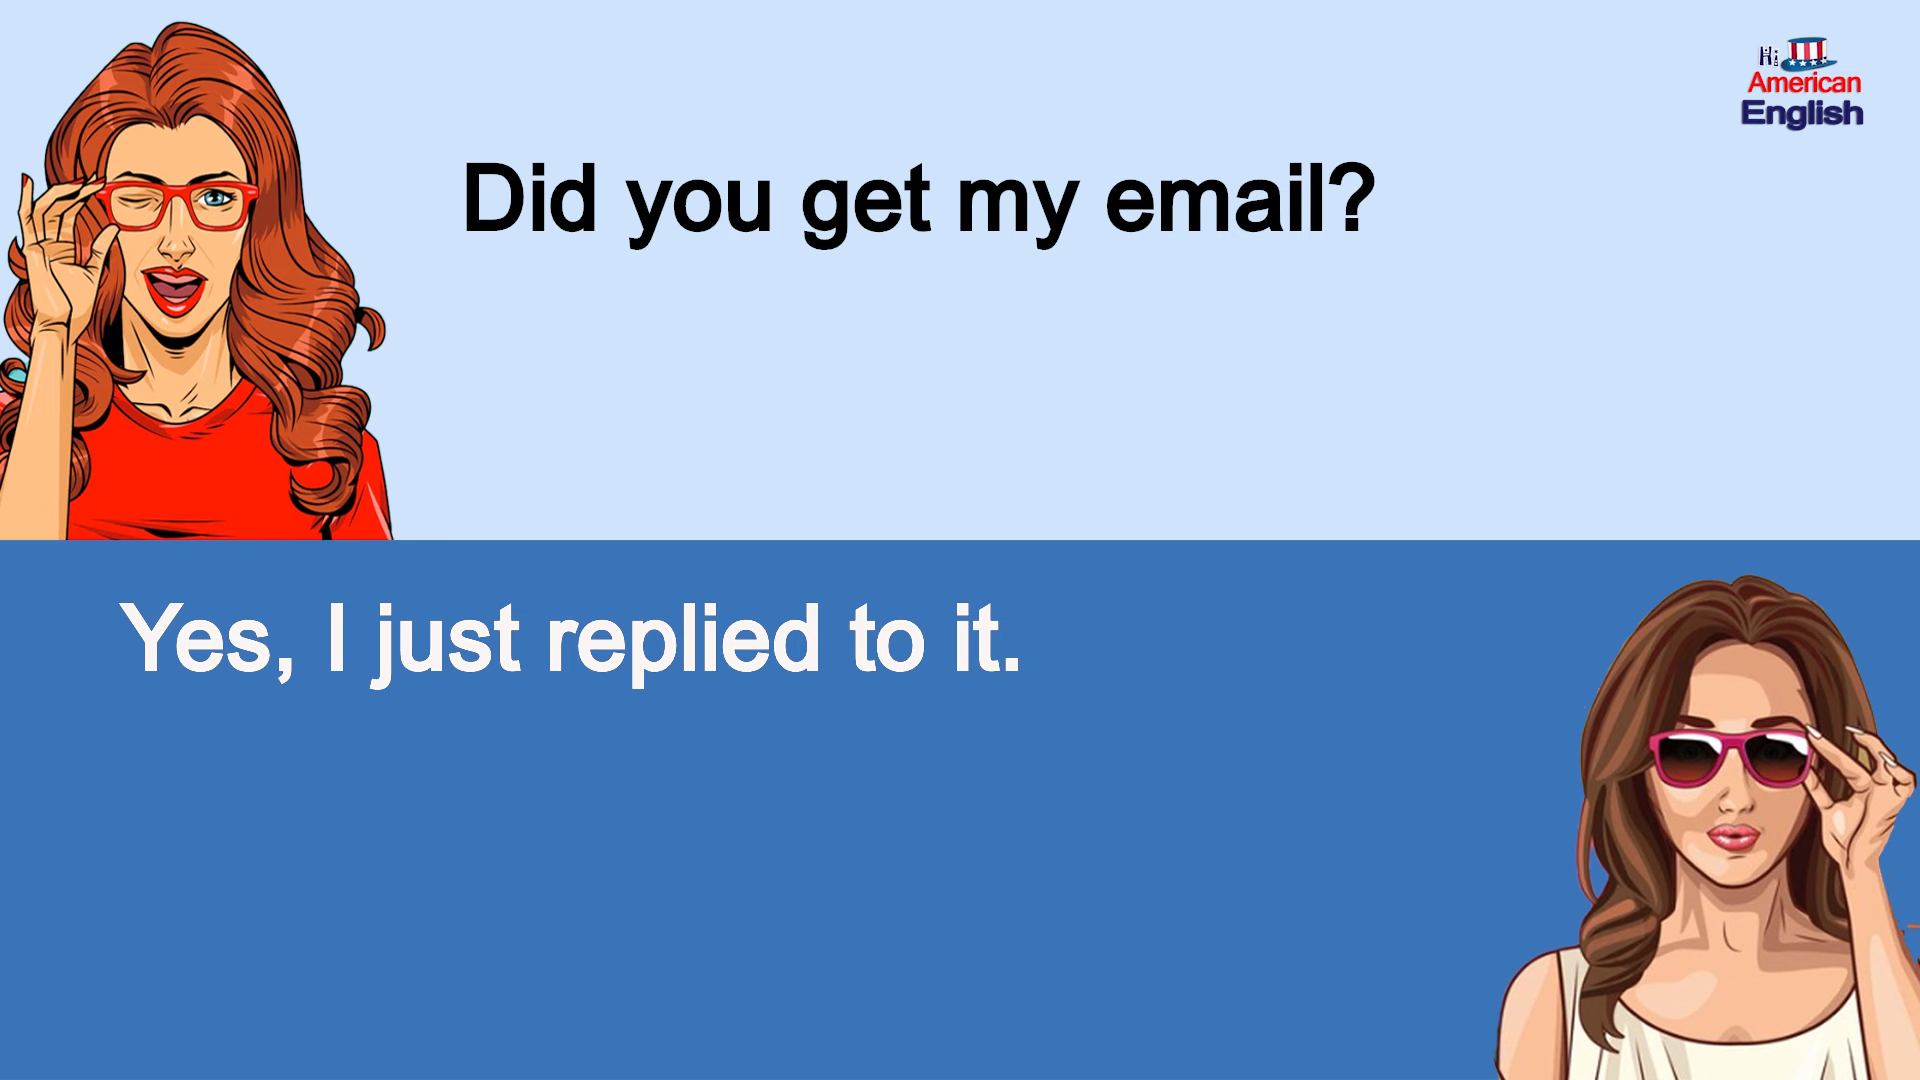 Hi
American
English
Did you get my email?
Yes, I just replied to it.